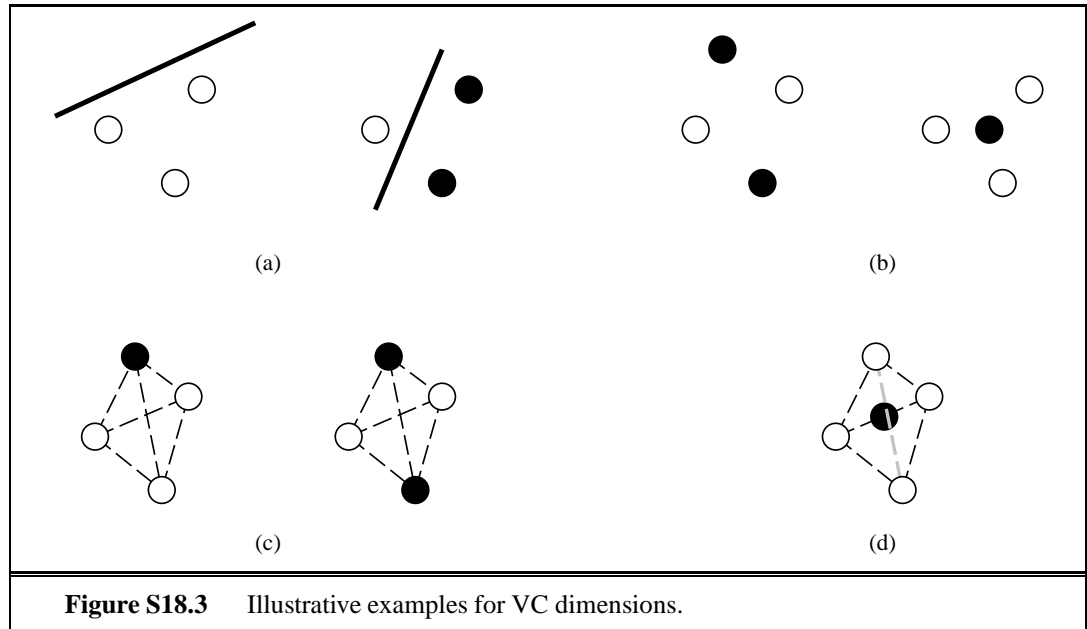 (a)
(b)
(c)
(d)
Figure S18.3 Illustrative examples for VC dimensions.